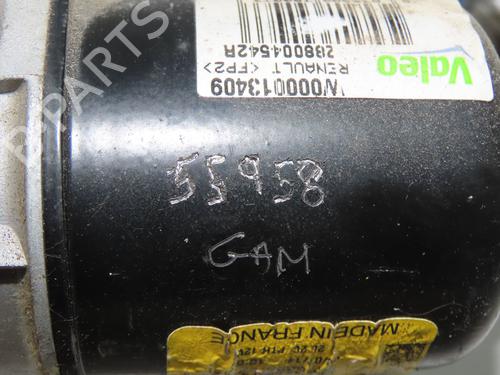 Valeo
W000013409
RENAULT <FP2>
288004542R
55958
GAM
MADE IN FRANCE
B-PARTS